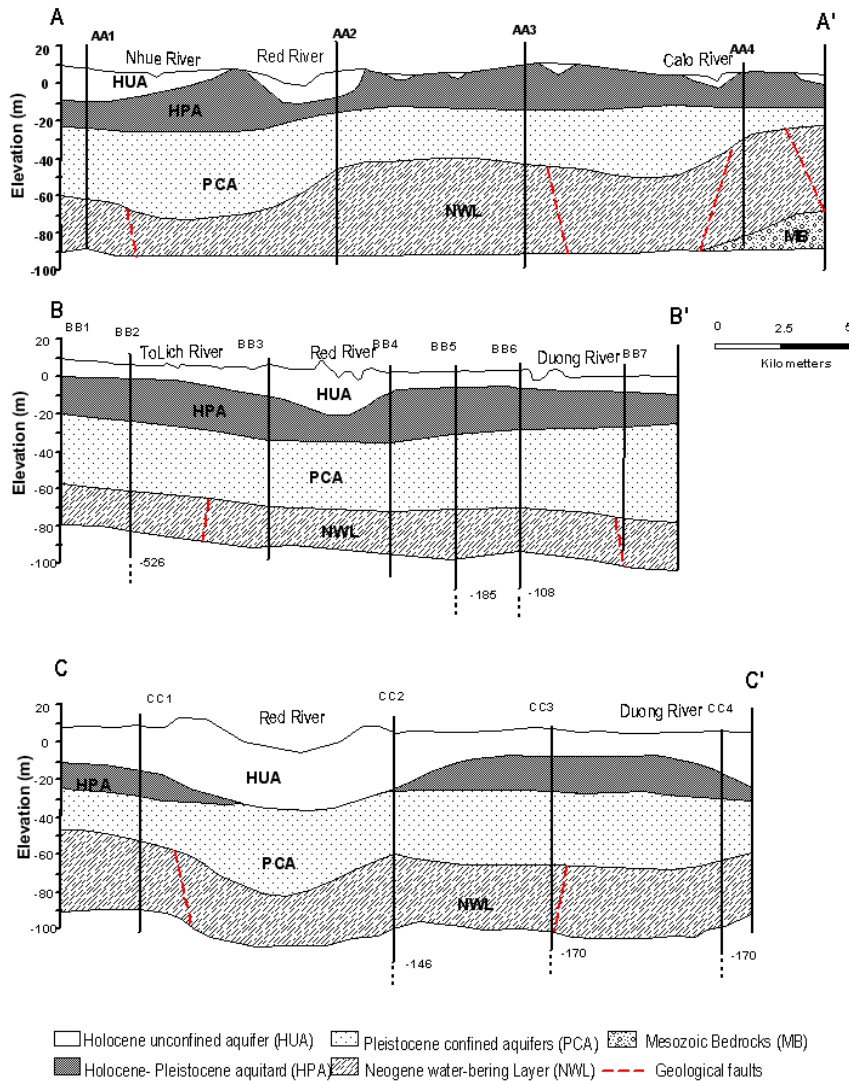 A A'
AA1 AA2 AA3 AA4
Nhue River Red River Calo River
HUA
HPA
PCA
NWL
MB
Elevation (m)
20
0
-20
-40
-60
-80
-100
B B'
BB1 BB2 BB3 BB4 BB5 BB6 BB7
ToLich River Red River Duong River
HUA
HPA
PCA
NWL
Elevation (m)
20
0
-20
-40
-60
-80
-100
-526 -185 -108
0 2.5 5
Kilometters
C C'
CC1 CC2 CC3 CC4
Red River Duong River
HUA
HPA
PCA
NWL
Elevation (m)
20
0
-20
-40
-60
-80
-100
-146 -170 -170
Holocene unconfined aquifer (HUA) Pleistocene confined aquifers (PCA) Mesozoic Bedrocks (MB)
Holocene- Pleistocene aquitard (HPA) Neogene water-bering Layer (NWL) Geological faults